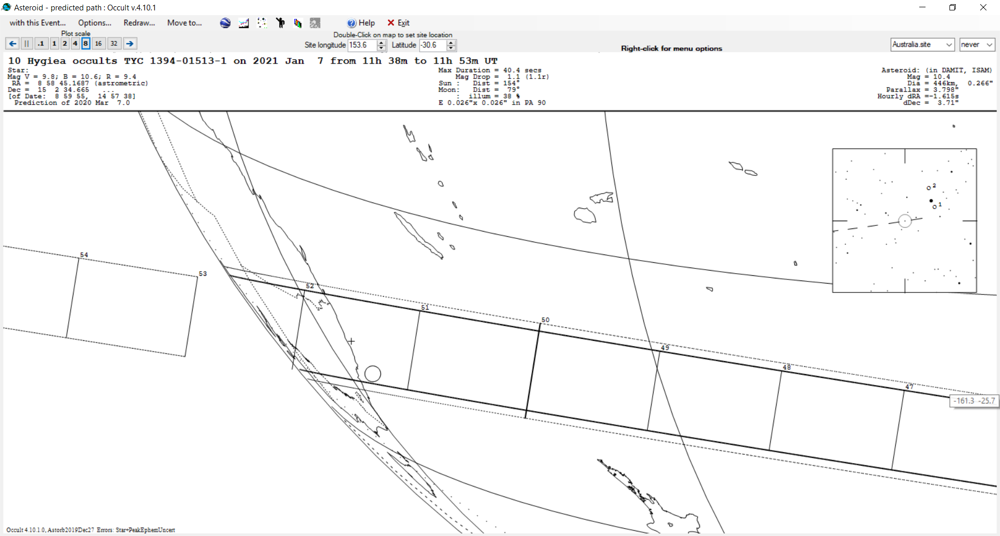 Asteroid - predicted path : Occult v.4.10.1
with this Event... Options... Redraw... Move to... Help Exit
Plot scale
Double-Click on map to set site location
.1 1 2 4 8 16 32
Site longitude 153.6 Latitude -30.6
Right-click for menu options
Australia.site never
10 Hygiea occults TYC 1394-01513-1 on 2021 Jan 7 from 11h 38m to 11h 53m UT
Star:
Mag V = 9.8; B = 10.6; R = 9.4
RA = 8 58 45.1687 (astrometric)
Dec = 15 2 34.665 ...
[of Date: 8 59 55, 14 57 38]
Prediction of 2020 Mar 7.0
Max Duration = 40.4 secs
Mag Drop = 1.1 (1.1r)
Sun : Dist = 154°
Moon: Dist = 79°
: illum = 38 %
E 0.026"x 0.026" in PA 90
Asteroid: (in DAMIT, ISAM)
Mag = 10.4
Dia = 446km, 0.266"
Parallax = 3.798"
Hourly dRA =-1.615s
dDec = 3.71"
2
1
54
53
52
51
50
49
48
47
-161.3 -25.7
Occult 4.10.1.0, Astorb2019Dec27 Errors: Star+PeakEphemUncert